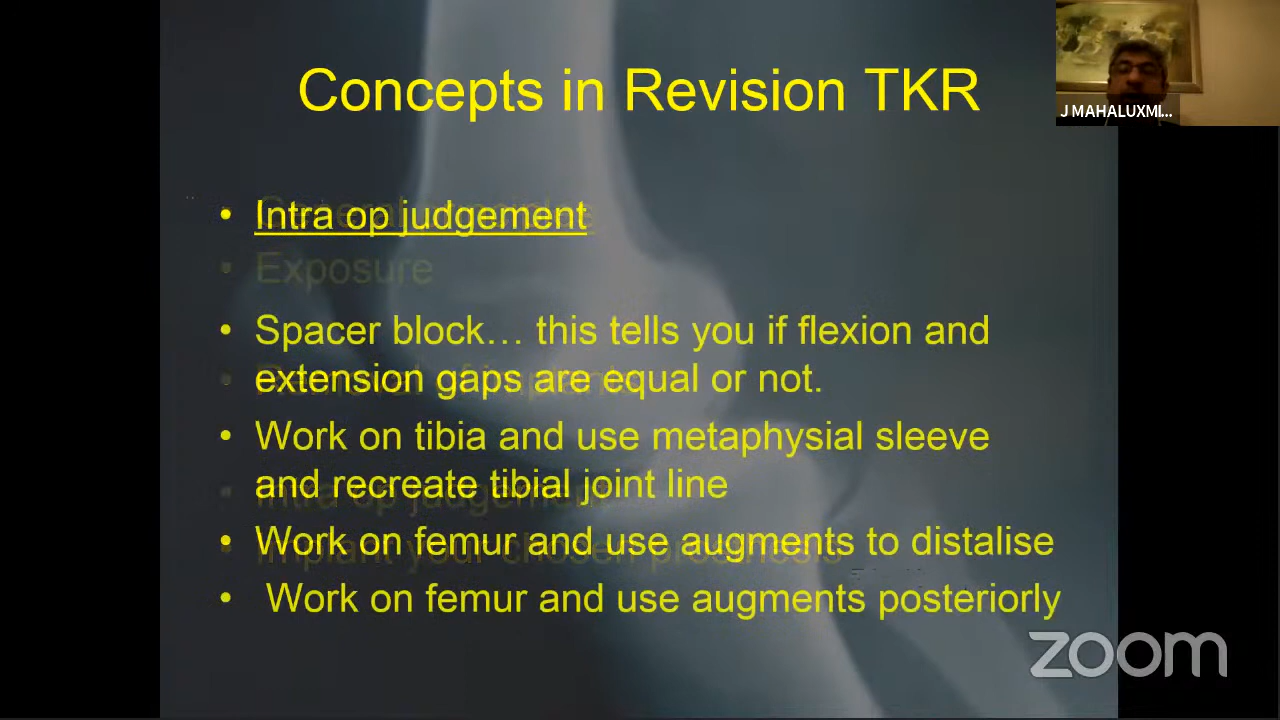 Concepts in Revision TKR
J MAHALUXMI...
• Intra op judgement
• Exposure
• Spacer block... this tells you if flexion and
extension gaps are equal or not.
• Work on tibia and use metaphysial sleeve
and recreate tibial joint line
• Work on femur and use augments to distalise
• Work on femur and use augments posteriorly
zoom